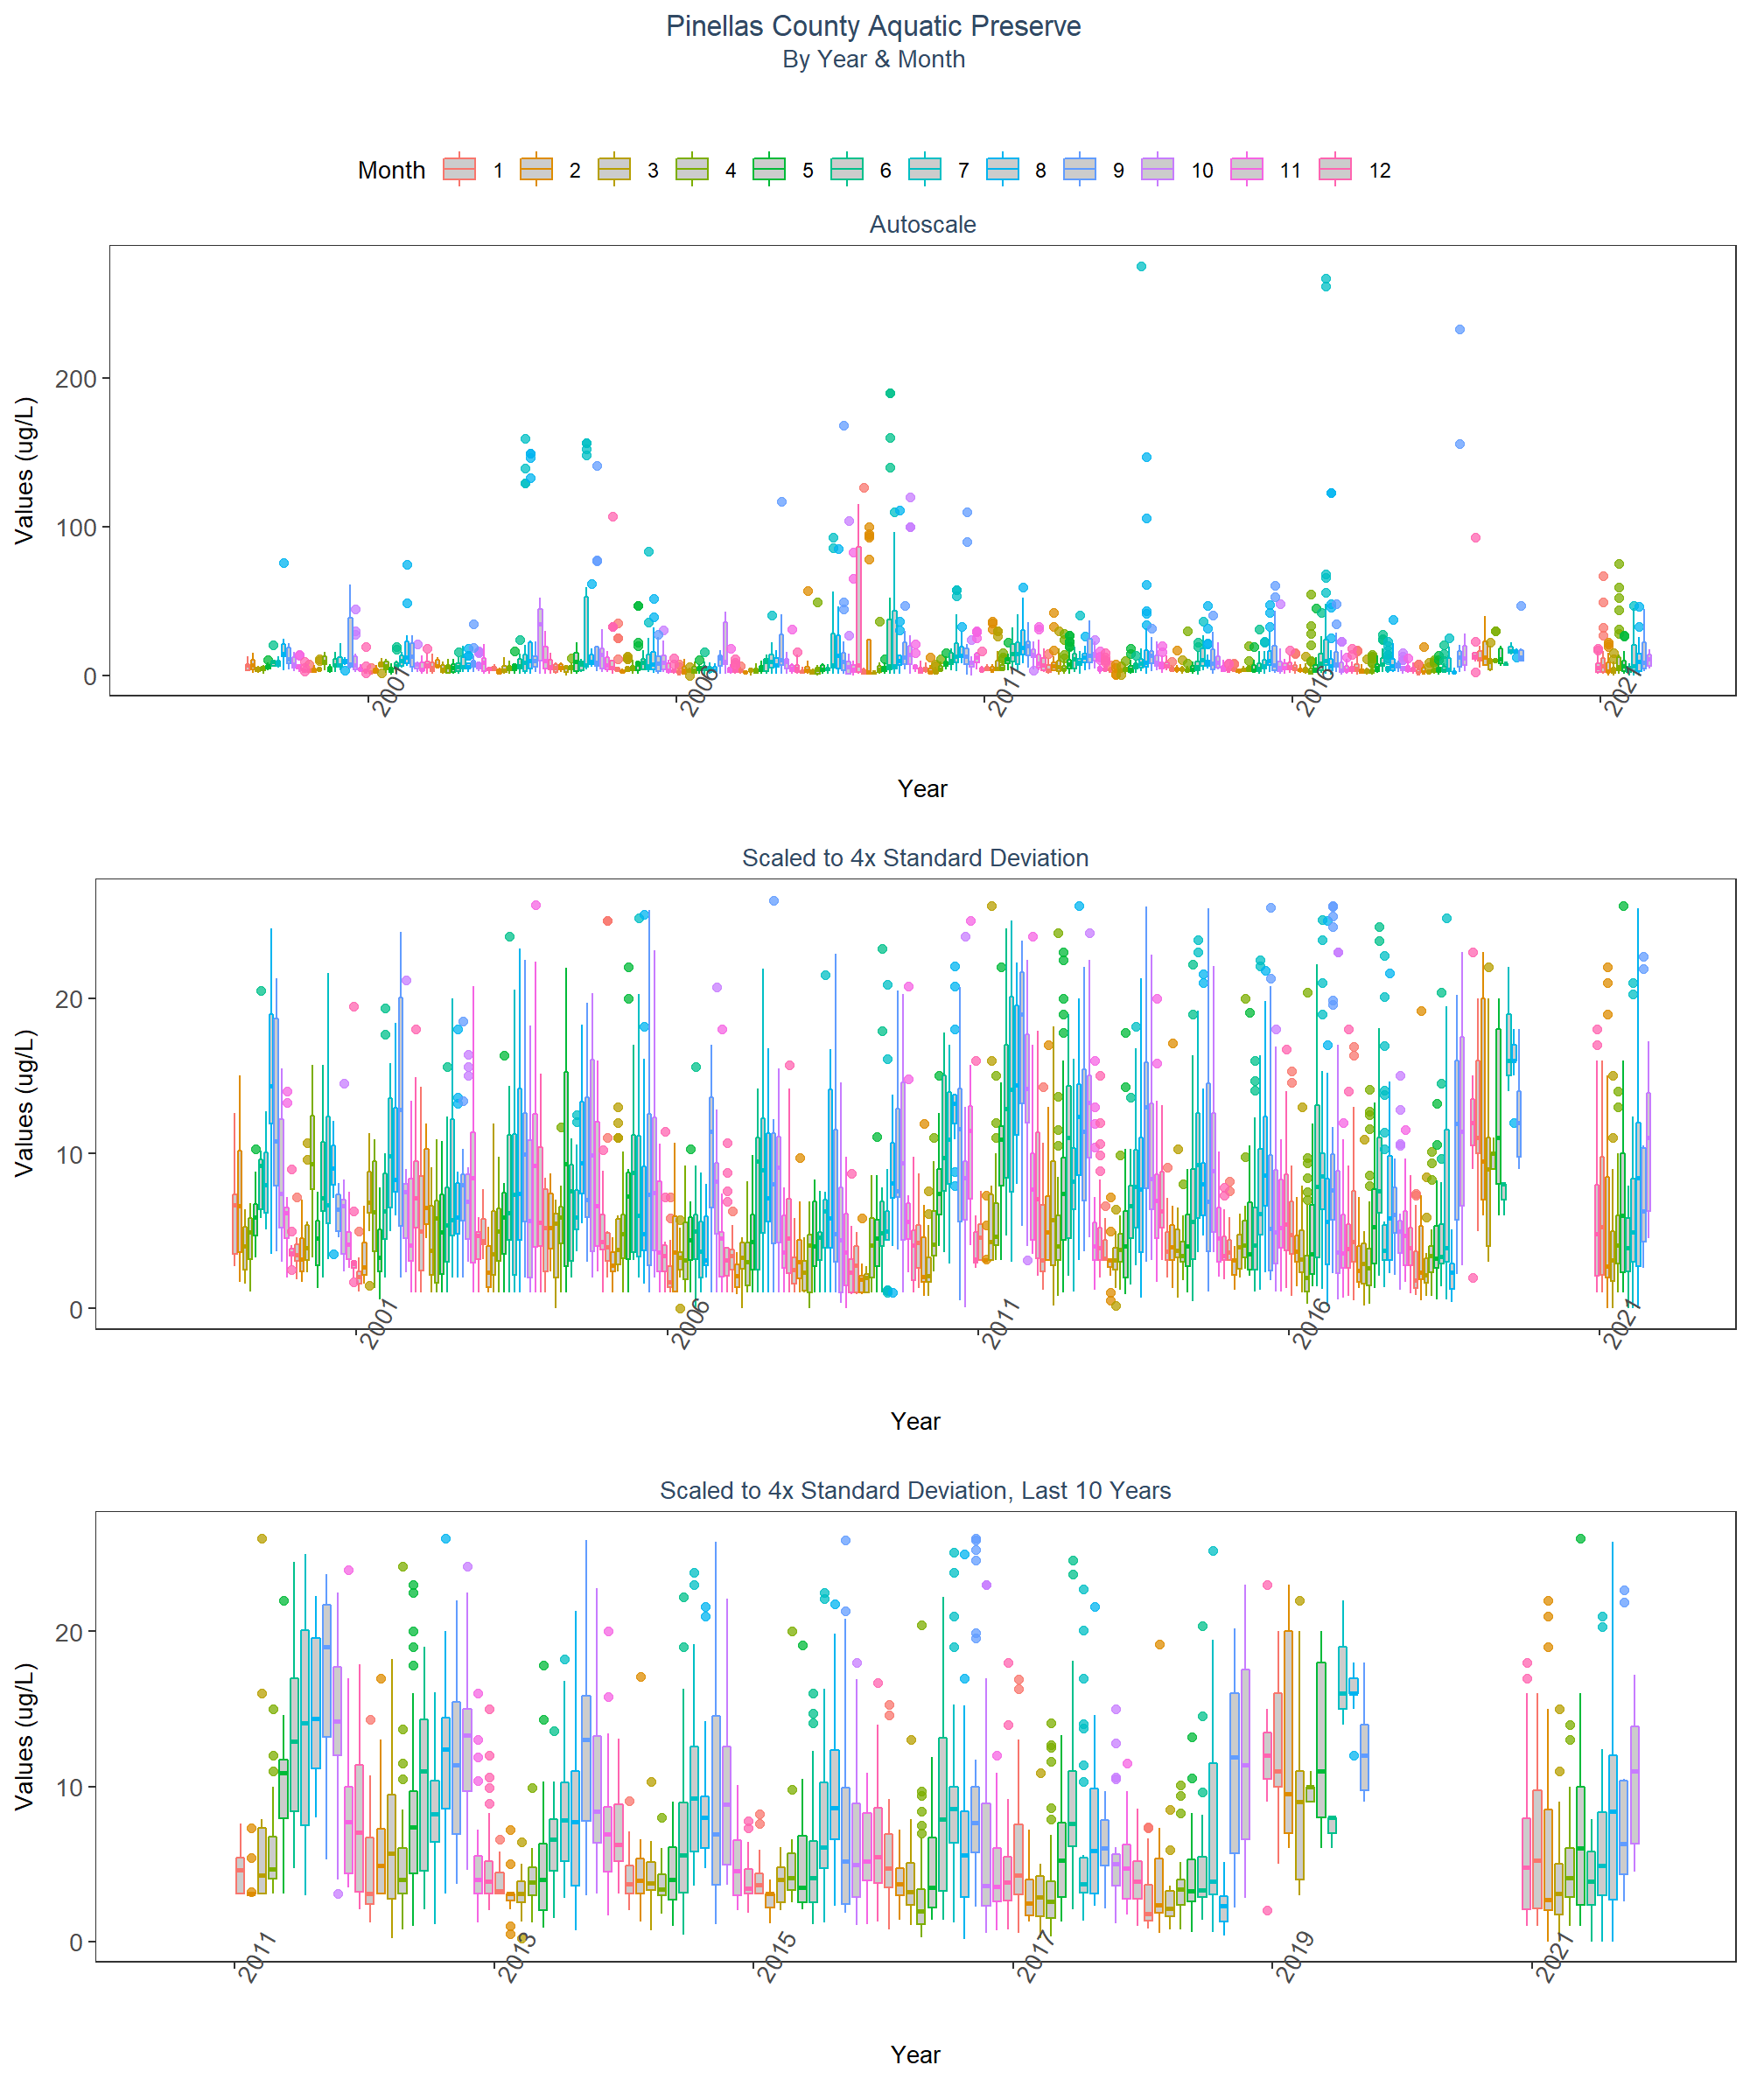 Pinellas County Aquatic Preserve
By Year & Month
Month 1 2 3 4 5 6 7 8 9 10 11 12
Autoscale
Values (ug/L)
200
100
0
2001 2006 2011 2016 2021
Year
Scaled to 4x Standard Deviation
Values (ug/L)
20
10
0
2001 2006 2011 2016 2021
Year
Scaled to 4x Standard Deviation, Last 10 Years
Values (ug/L)
20
10
0
2011 2013 2015 2017 2019 2021
Year